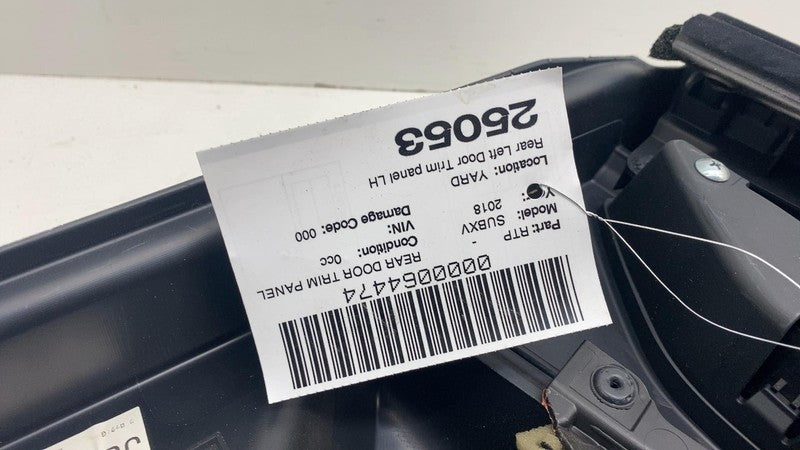 0000064474
REAR DOOR TRIM PANEL
Part: RTP -
Condition: 0cc
Model: SUBXV
VIN:
2018
Damage Code: 000
Location: YARD
Rear Left Door Trim panel LH
25053